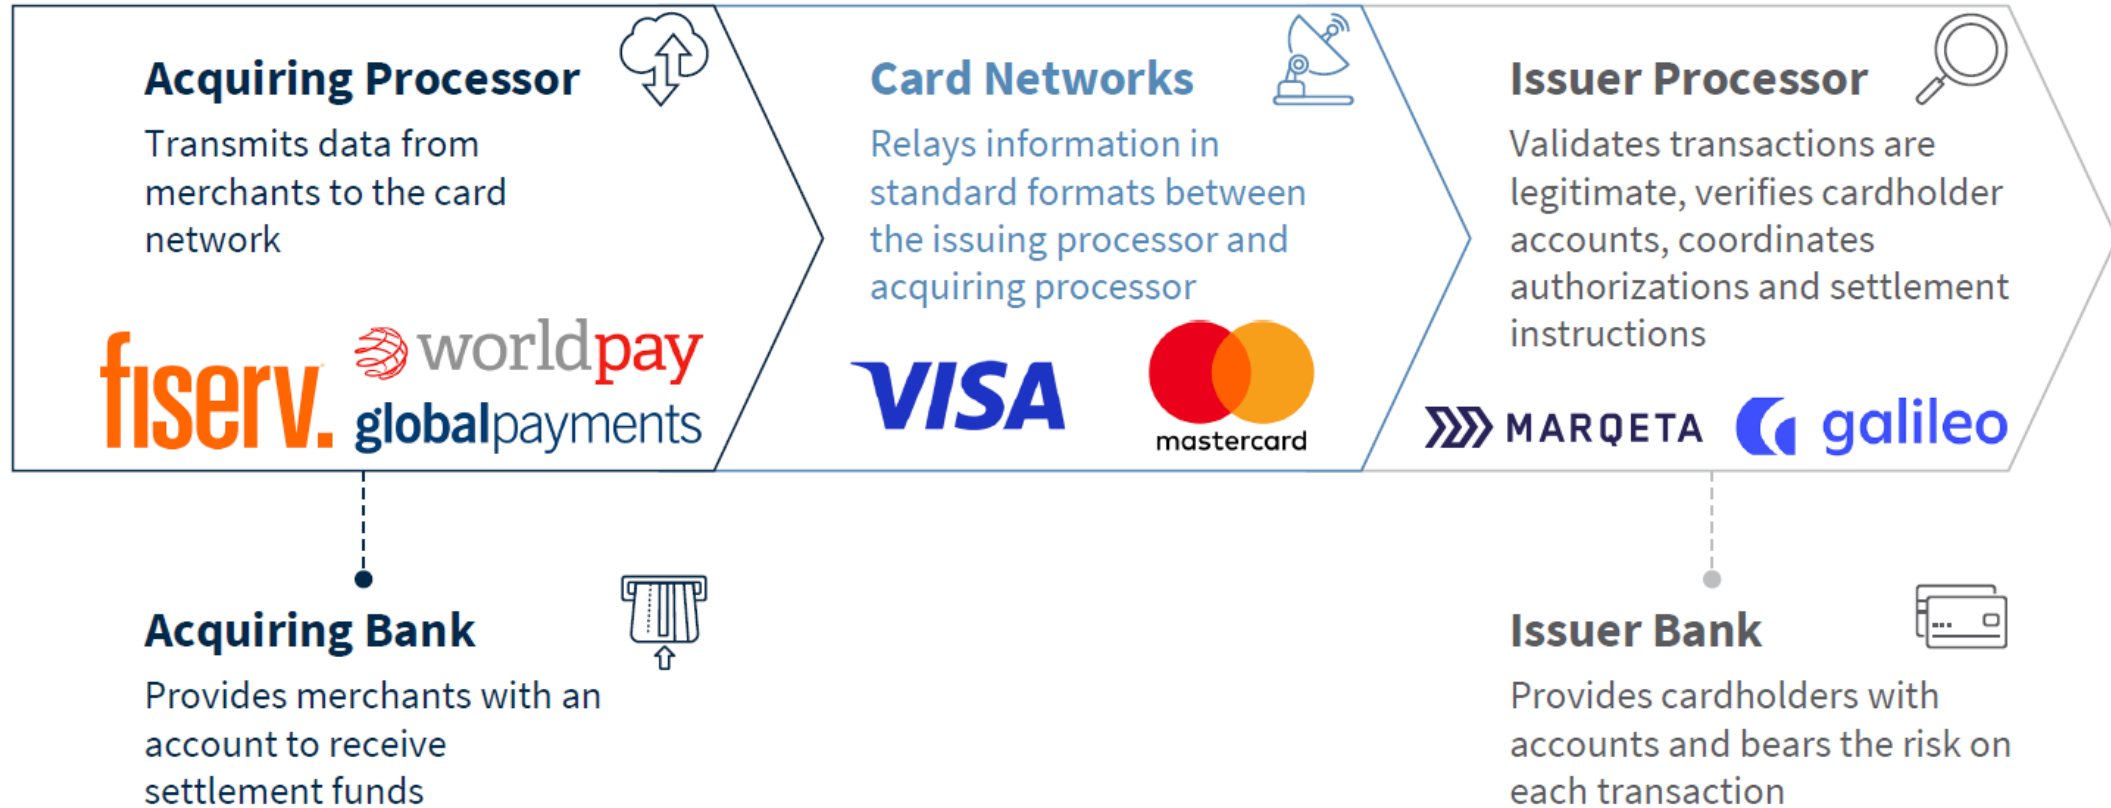 Acquiring Processor
Transmits data from
merchants to the card
network
fiserv.
worldpay
globalpayments
Card Networks
Relays information in
standard formats between
the issuing processor and
acquiring processor
VISA
mastercard
Issuer Processor
Validates transactions are
legitimate, verifies cardholder
accounts, coordinates
authorizations and settlement
instructions
MARQETA
galileo
Acquiring Bank
Provides merchants with an
account to receive
settlement funds
Issuer Bank
Provides cardholders with
accounts and bears the risk on
each transaction